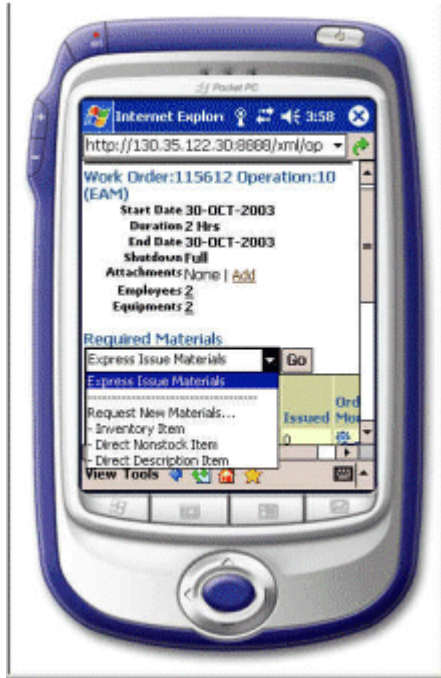 Pocket PC
Internet Explor 3:58
http://130.35.122.30:8888/xml/op
Work Order:115612 Operation:10
(EAM)
Start Date 30-OCT-2003
Duration 2 Hrs
End Date 30-OCT-2003
Shutdown Full
Attachments None | Add
Employees 2
Equipments 2
Required Materials
Express Issue Materials Go
Express Issue Materials
------------------------------------
Request New Materials...
- Inventory Item
- Direct Nonstock Item
- Direct Description Item
Ord
Issued Mor
0
View Tools